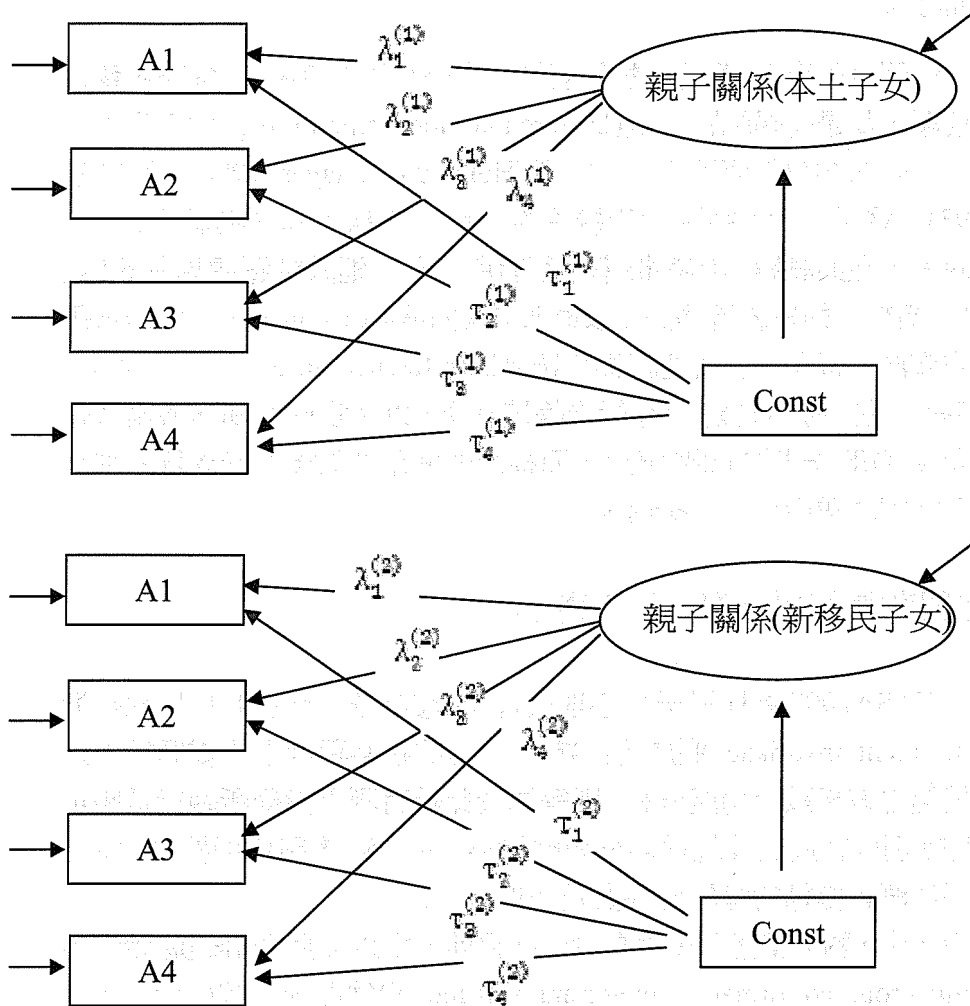 A1
λ₁⁽¹⁾
親子關係(本土子女)
λ₂⁽¹⁾
A2
λ₃⁽¹⁾
λ₄⁽¹⁾
τ₁⁽¹⁾
A3
τ₂⁽¹⁾
τ₃⁽¹⁾
Const
A4
τ₄⁽¹⁾
A1
λ₁⁽²⁾
親子關係(新移民子女)
λ₂⁽²⁾
A2
λ₃⁽²⁾
λ₄⁽²⁾
τ₁⁽²⁾
A3
τ₂⁽²⁾
τ₃⁽²⁾
Const
A4
τ₄⁽²⁾